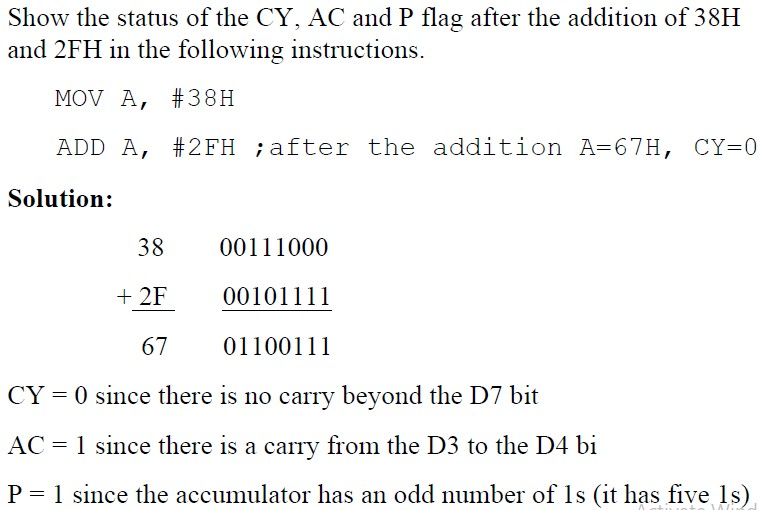 Show the status of the CY, AC and P flag after the addition of 38H
and 2FH in the following instructions.
MOV A, #38H
ADD A, #2FH ;after the addition A=67H, CY=0
Solution:
38 00111000
+ 2F 00101111
67 01100111
CY = 0 since there is no carry beyond the D7 bit
AC = 1 since there is a carry from the D3 to the D4 bi
P = 1 since the accumulator has an odd number of 1s (it has five 1s)